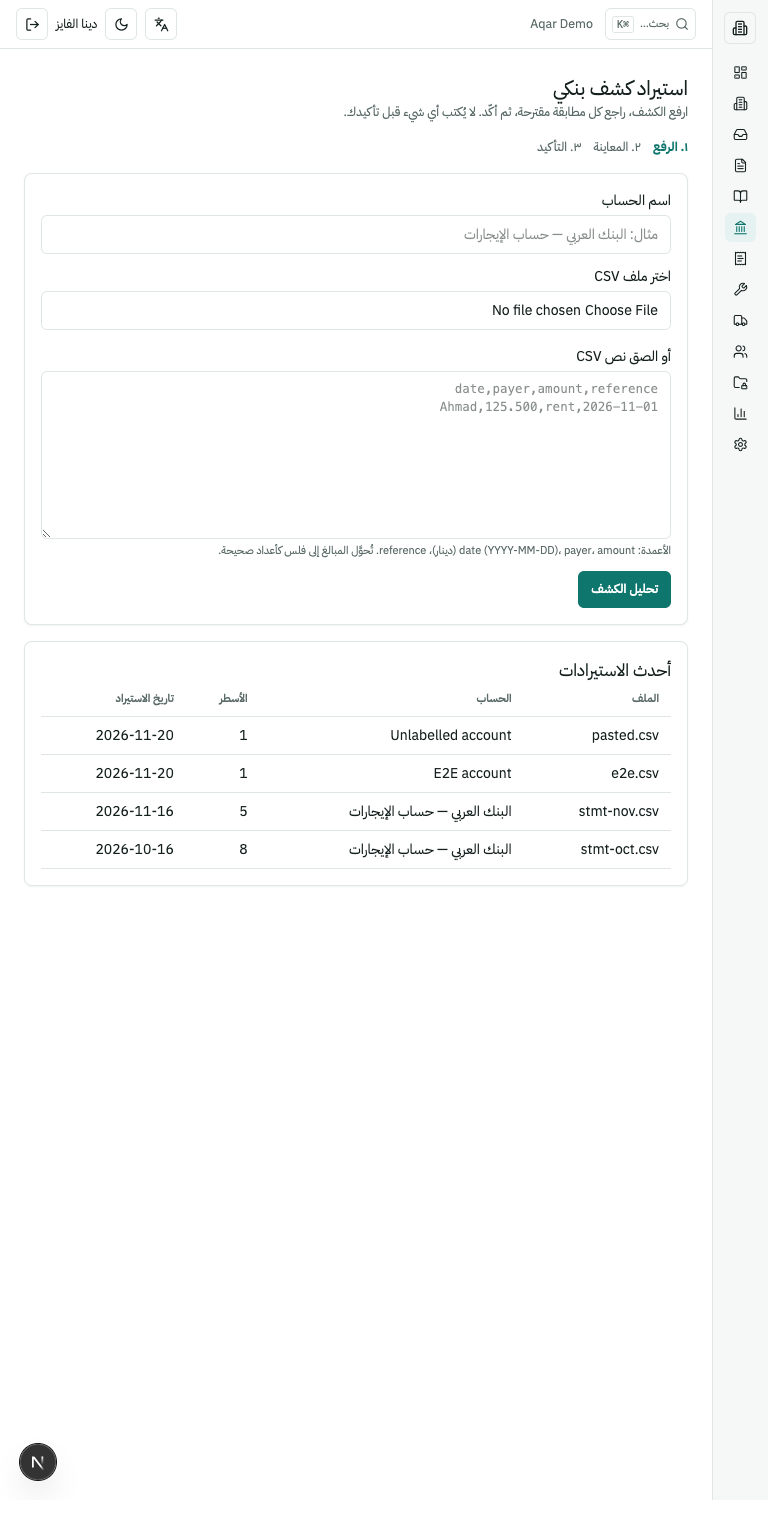 بحث... ⌘K
Aqar Demo
دينا الفايز
استيراد كشف بنكي
ارفع الكشف، راجع كل مطابقة مقترحة، ثم أكّد. لا يُكتب أي شيء قبل تأكيدك.
١. الرفع ٢. المعاينة ٣. التأكيد
اسم الحساب
مثال: البنك العربي — حساب الإيجارات
اختر ملف CSV
Choose File No file chosen
أو الصق نص CSV
date,payer,amount,reference
2026-11-01,Ahmad,125.500,rent
الأعمدة: date (YYYY-MM-DD)، payer، amount (دينار)، reference. تُحوَّل المبالغ إلى فلس كأعداد صحيحة.
تحليل الكشف
أحدث الاستيرادات
الملف الحساب الأسطر تاريخ الاستيراد
pasted.csv Unlabelled account 1 2026-11-20
e2e.csv E2E account 1 2026-11-20
stmt-nov.csv البنك العربي — حساب الإيجارات 5 2026-11-16
stmt-oct.csv البنك العربي — حساب الإيجارات 8 2026-10-16
N